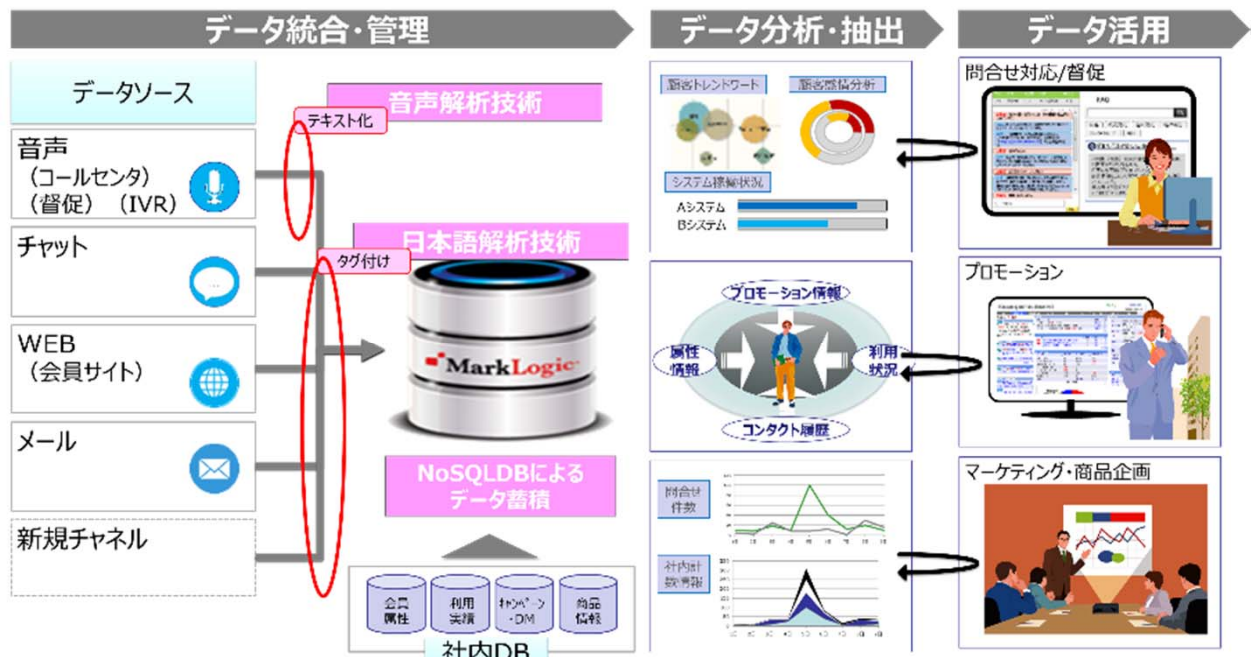 データ統合・管理
データ分析・抽出
データ活用
データソース
音声
（コールセンタ）
（督促）（IVR）
チャット
WEB
（会員サイト）
メール
新規チャネル
テキスト化
音声解析技術
日本語解析技術
タグ付け
MarkLogic
NoSQLDBによる
データ蓄積
会員
属性
利用
実績
ｷｬﾝﾍﾟｰﾝ
・DM
商品
情報
社内DB
顧客トレンドワード
顧客感情分析
システム稼働状況
Aシステム
Bシステム
プロモーション情報
属性
情報
利用
状況
コンタクト履歴
問合せ
件数
社内計
数情報
問合せ対応/督促
FAQ
プロモーション
マーケティング・商品企画